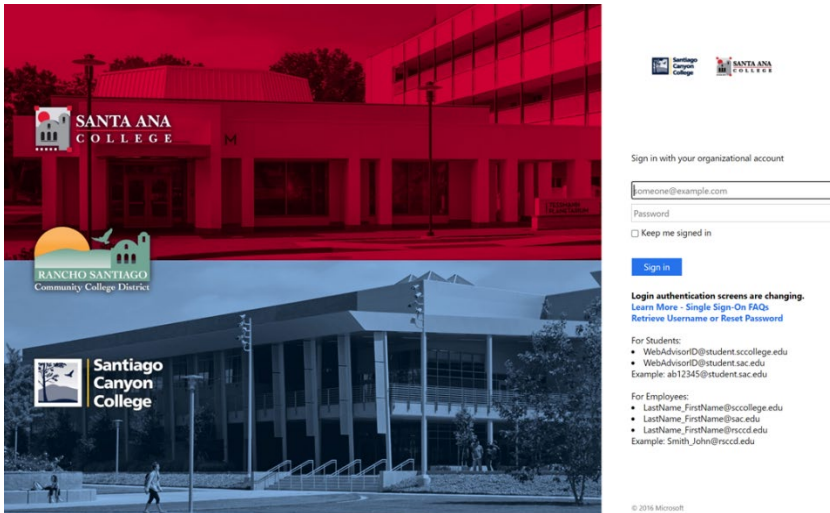 SANTA ANA
COLLEGE
M
RANCHO SANTIAGO
Community College District
Santiago
Canyon
College
Santiago
Canyon
College
SANTA ANA
COLLEGE
Sign in with your organizational account
someone@example.com
Password
Keep me signed in
Sign in
Login authentication screens are changing.
Learn More - Single Sign-On FAQs
Retrieve Username or Reset Password
For Students:
• WebAdvisorID@student.sccollege.edu
• WebAdvisorID@student.sac.edu
Example: ab12345@student.sac.edu
For Employees:
• LastName_FirstName@sccollege.edu
• LastName_FirstName@sac.edu
• LastName_FirstName@rsccd.edu
Example: Smith_John@rsccd.edu
© 2016 Microsoft